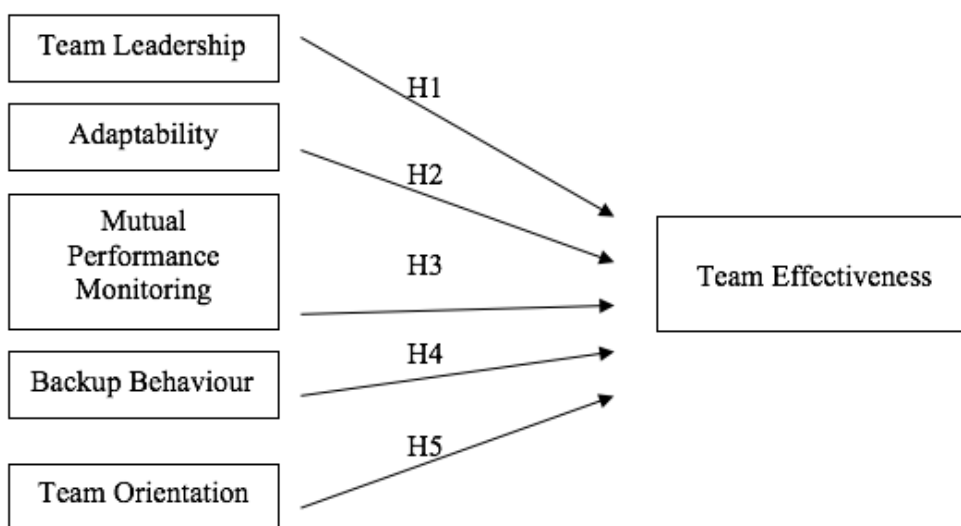 Team Leadership
H1
Adaptability
H2
Mutual
Performance
Monitoring
H3
Team Effectiveness
H4
Backup Behaviour
H5
Team Orientation